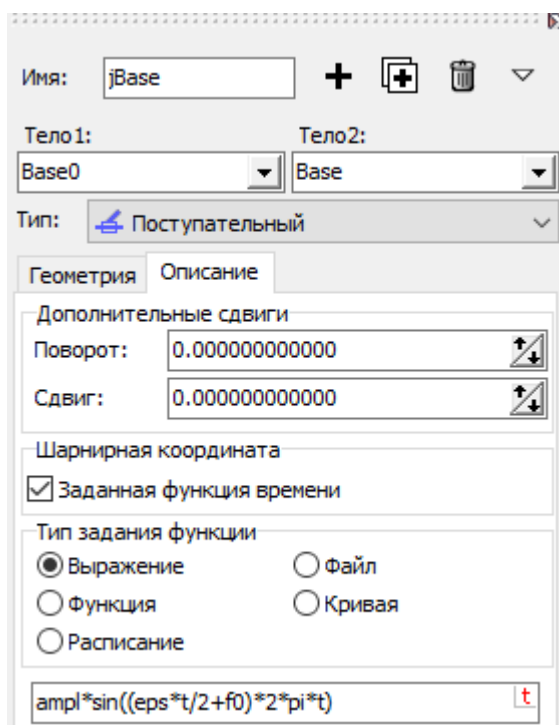 Имя: jBase
Тело1: Тело2:
Base0 Base
Тип: Поступательный
Геометрия Описание
Дополнительные сдвиги
Поворот: 0.000000000000
Сдвиг: 0.000000000000
Шарнирная координата
Заданная функция времени
Тип задания функции
Выражение Файл
Функция Кривая
Расписание
ampl*sin((eps*t/2+f0)*2*pi*t) t